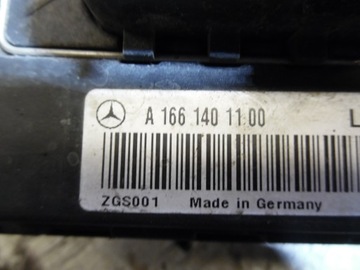 A 166 140 11 00 L
ZGS001 Made in Germany